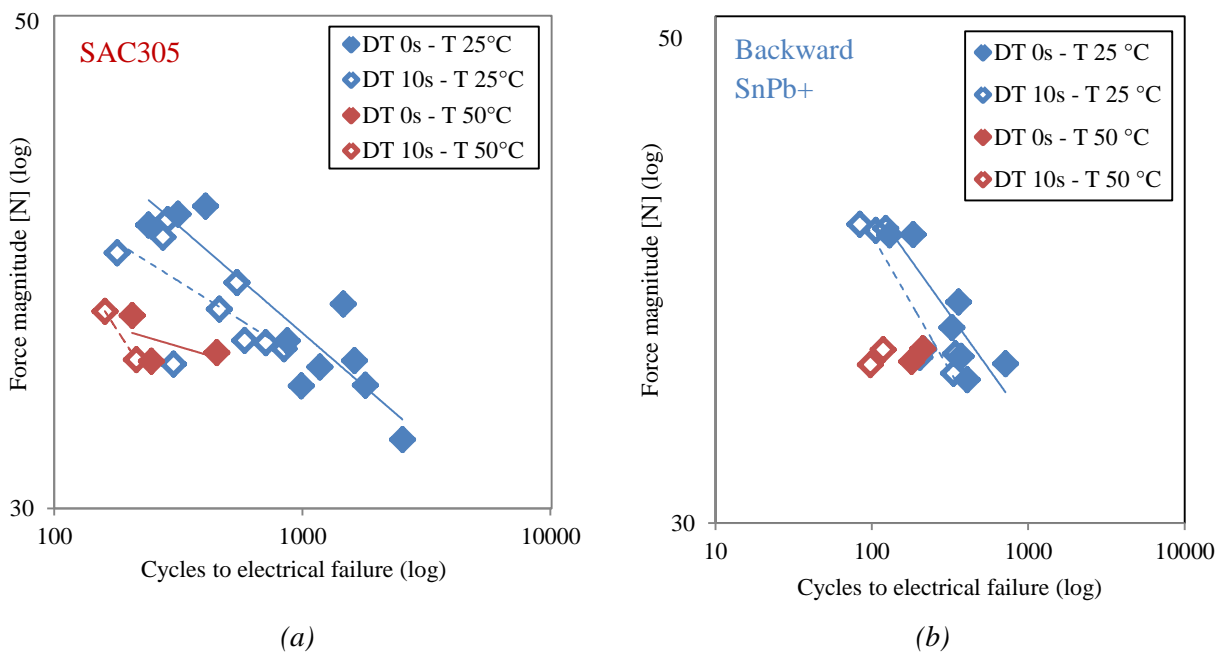 50
SAC305
DT 0s - T 25°C
DT 10s - T 25°C
DT 0s - T 50°C
DT 10s - T 50°C
Force magnitude [N] (log)
30
100
1000
10000
Cycles to electrical failure (log)
(a)
50
Backward
SnPb+
DT 0s - T 25 °C
DT 10s - T 25 °C
DT 0s - T 50 °C
DT 10s - T 50 °C
Force magnitude [N] (log)
30
10
100
1000
10000
Cycles to electrical failure (log)
(b)